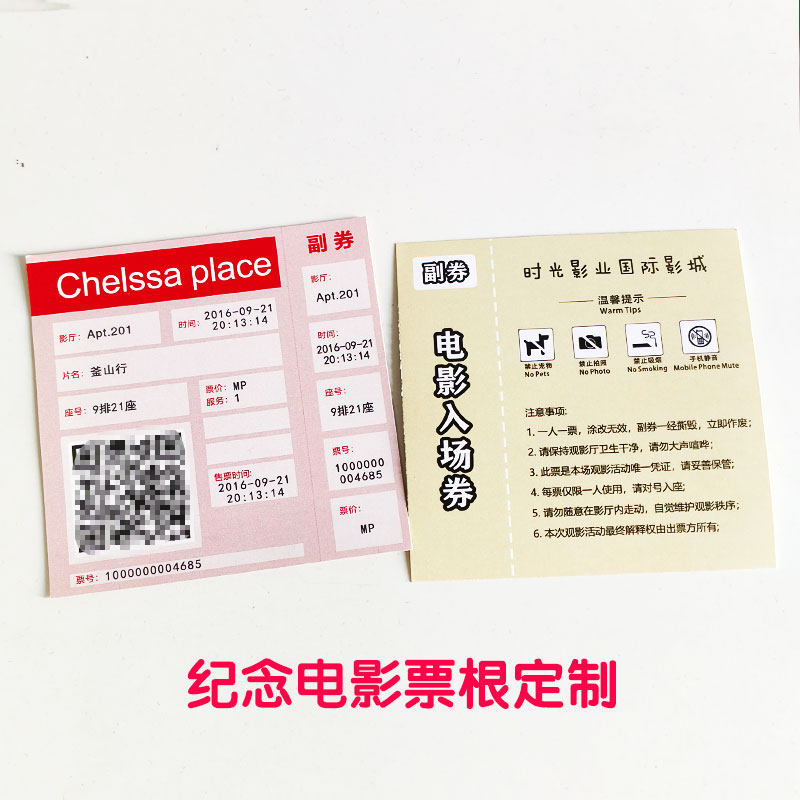 Chelssa place
影厅: Apt.201
时间: 2016-09-21
20:13:14
片名: 釜山行
座号: 9排21座
票价: MP
服务: 1
售票时间:
2016-09-21
20:13:14
票号: 1000000004685
副券
影厅:
Apt.201
时间:
2016-09-21
20:13:14
座号:
9排21座
票号:
1000000
004685
票价:
MP
副券
电影入场券
时光影业国际影城
温馨提示
Warm Tips
禁止宠物
No Pets
禁止拍照
No Photo
禁止吸烟
No Smoking
手机静音
Mobile Phone Mute
注意事项:
1. 一人一票，涂改无效，副券一经撕毁，立即作废；
2. 请保持观影厅卫生干净，请勿大声喧哗；
3. 此票是本场观影活动唯一凭证，请妥善保管；
4. 每票仅限一人使用，请对号入座；
5. 请勿随意在影厅内走动，自觉维护观影秩序；
6. 本次观影活动最终解释权由出票方所有；
纪念电影票根定制